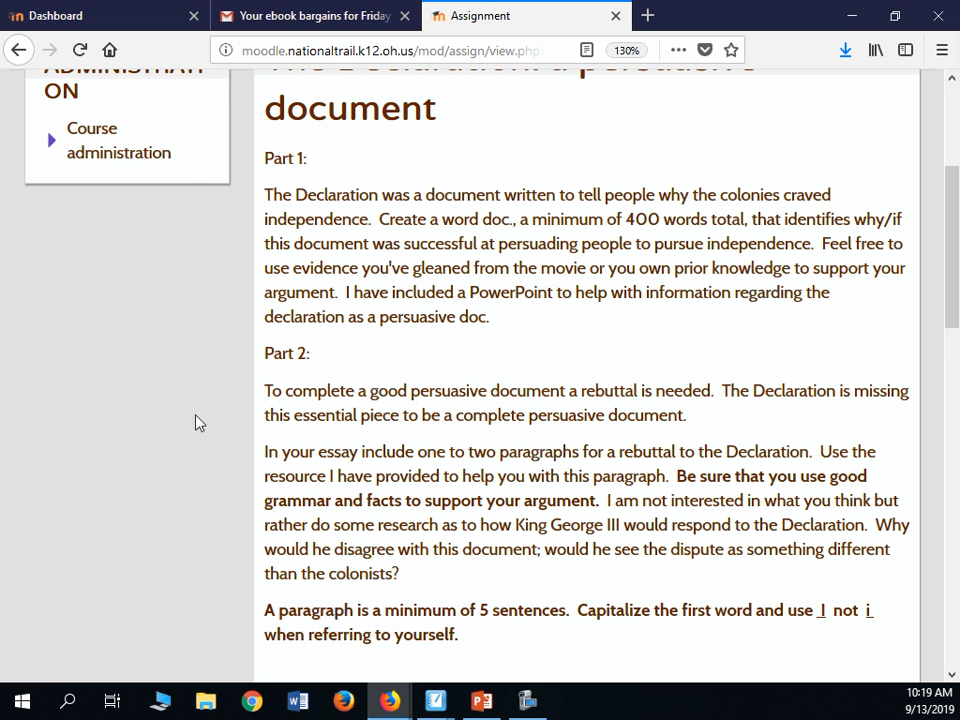 Dashboard
Your ebook bargains for Friday
Assignment
moodle.nationaltrail.k12.oh.us/mod/assign/view.php
130%
ON
Course
administration
document
Part 1:
The Declaration was a document written to tell people why the colonies craved
independence.  Create a word doc., a minimum of 400 words total, that identifies why/if
this document was successful at persuading people to pursue independence.  Feel free to
use evidence you've gleaned from the movie or you own prior knowledge to support your
argument.  I have included a PowerPoint to help with information regarding the
declaration as a persuasive doc.
Part 2:
To complete a good persuasive document a rebuttal is needed.  The Declaration is missing
this essential piece to be a complete persuasive document.
In your essay include one to two paragraphs for a rebuttal to the Declaration.  Use the
resource I have provided to help you with this paragraph.  Be sure that you use good
grammar and facts to support your argument.  I am not interested in what you think but
rather do some research as to how King George III would respond to the Declaration.  Why
would he disagree with this document; would he see the dispute as something different
than the colonists?
A paragraph is a minimum of 5 sentences.  Capitalize the first word and use I not i
when referring to yourself.
10:19 AM
9/13/2019